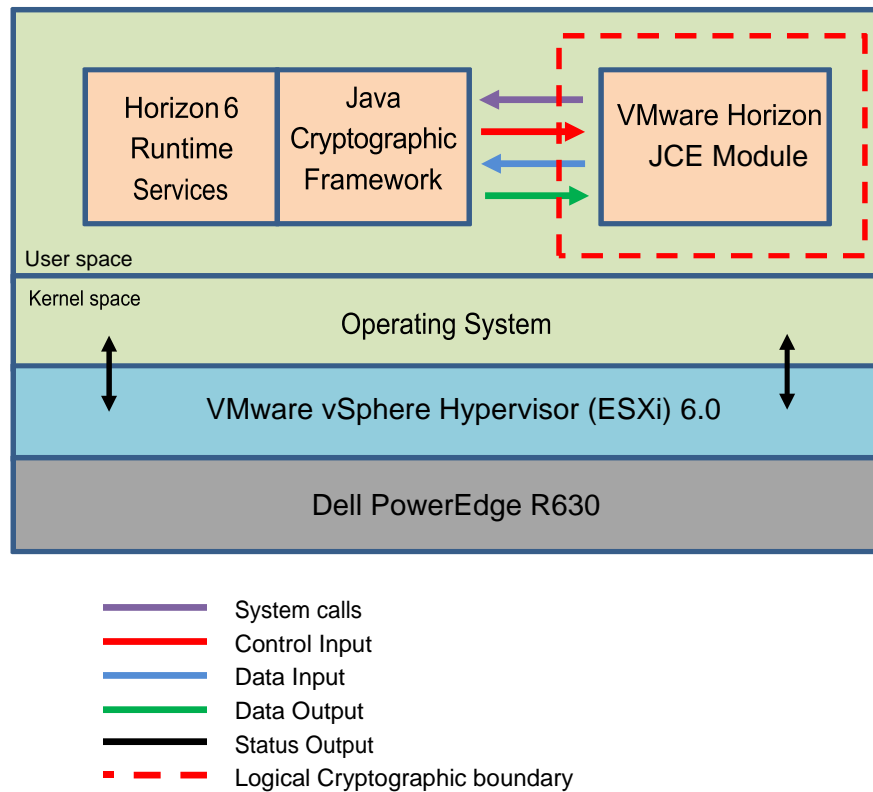 Horizon 6
Runtime
Services
Java
Cryptographic
Framework
VMware Horizon
JCE Module
User space
Kernel space
Operating System
VMware vSphere Hypervisor (ESXi) 6.0
Dell PowerEdge R630
System calls
Control Input
Data Input
Data Output
Status Output
Logical Cryptographic boundary